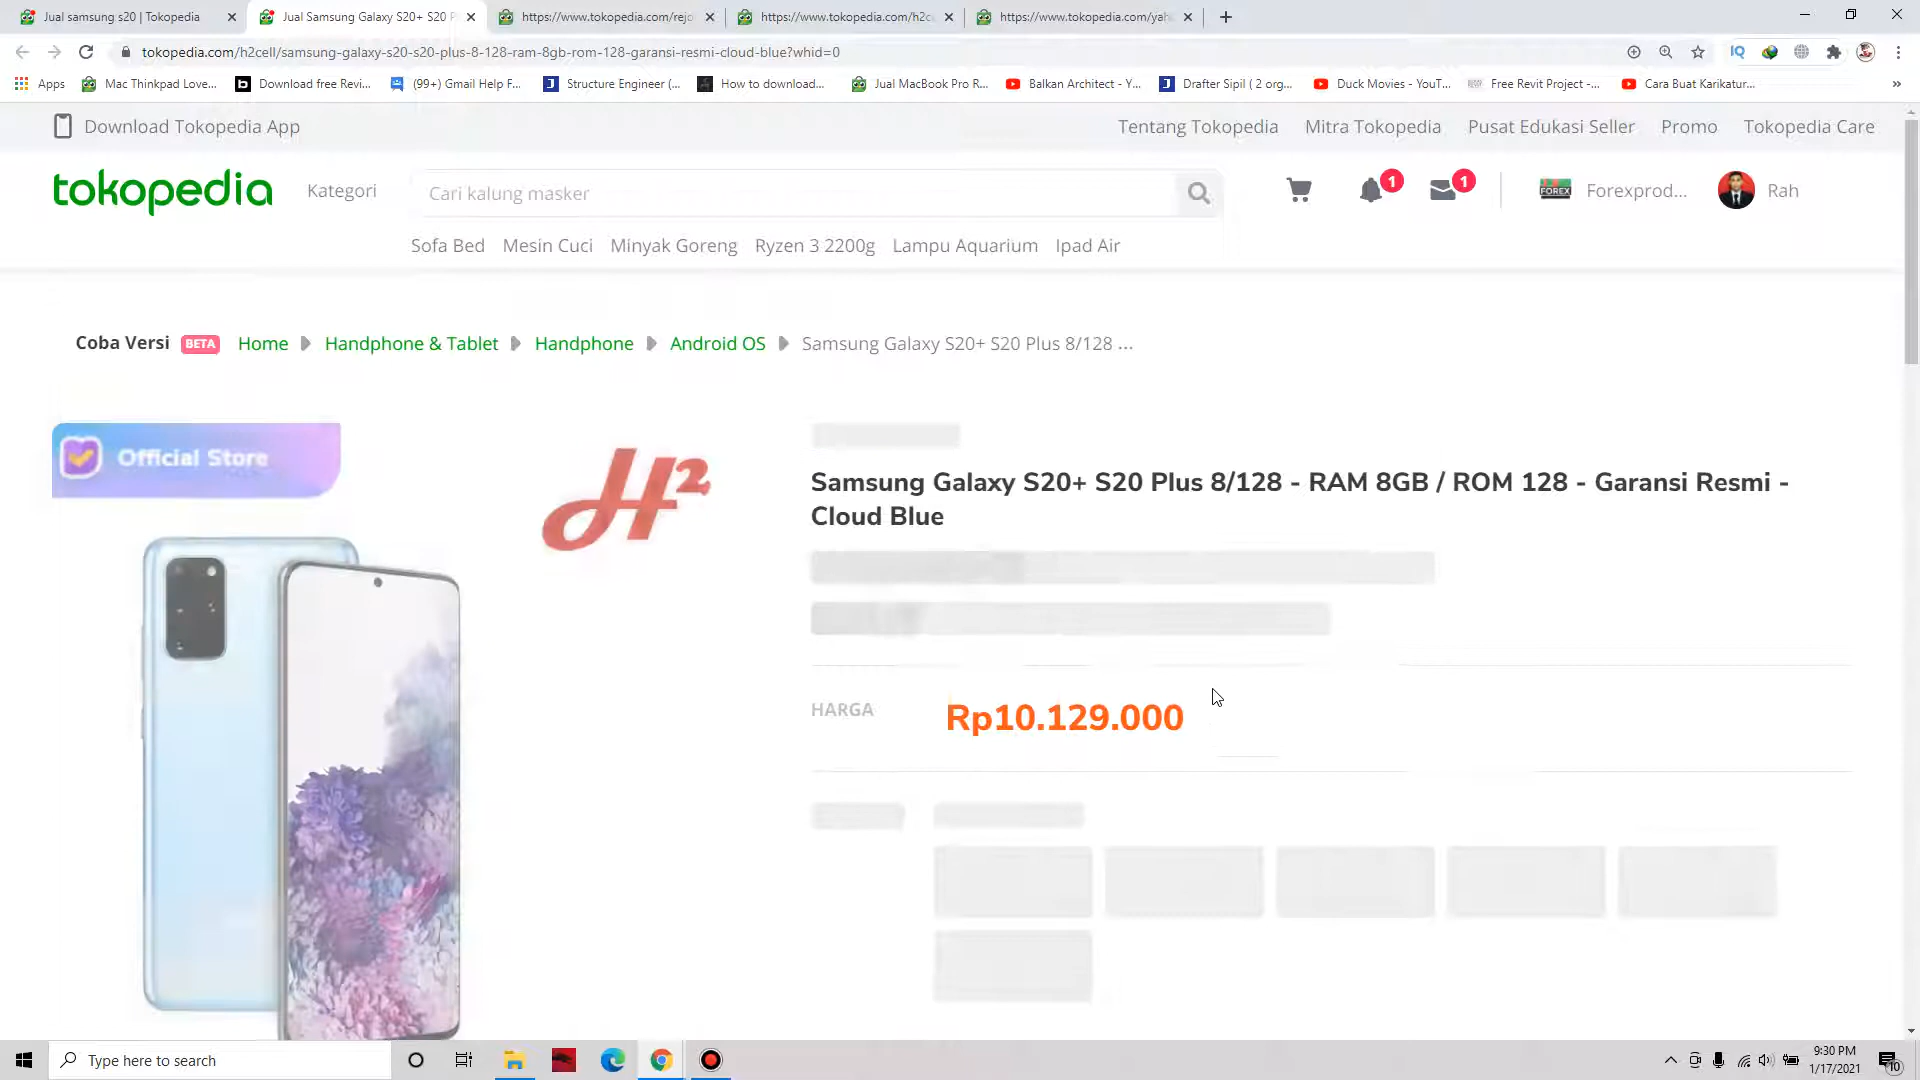 Jual samsung s20 | Tokopedia
Jual Samsung Galaxy S20+ S20 P
https://www.tokopedia.com/rejo
https://www.tokopedia.com/h2c
https://www.tokopedia.com/yah
tokopedia.com/h2cell/samsung-galaxy-s20-s20-plus-8-128-ram-8gb-rom-128-garansi-resmi-cloud-blue?whid=0
Apps
Mac Thinkpad Love...
Download free Revi...
(99+) Gmail Help F...
Structure Engineer (...
How to download...
Jual MacBook Pro R...
Balkan Architect - Y...
Drafter Sipil ( 2 org...
Duck Movies - YouT...
Free Revit Project -...
Cara Buat Karikatur...
Download Tokopedia App
Tentang Tokopedia
Mitra Tokopedia
Pusat Edukasi Seller
Promo
Tokopedia Care
tokopedia
Kategori
Cari kalung masker
1
1
FOREX
Forexprod...
Rah
Sofa Bed
Mesin Cuci
Minyak Goreng
Ryzen 3 2200g
Lampu Aquarium
Ipad Air
Coba Versi BETA
Home
Handphone & Tablet
Handphone
Android OS
Samsung Galaxy S20+ S20 Plus 8/128 ...
Official Store
H2
Samsung Galaxy S20+ S20 Plus 8/128 - RAM 8GB / ROM 128 - Garansi Resmi -
Cloud Blue
HARGA
Rp10.129.000
Type here to search
9:30 PM
1/17/2021
10